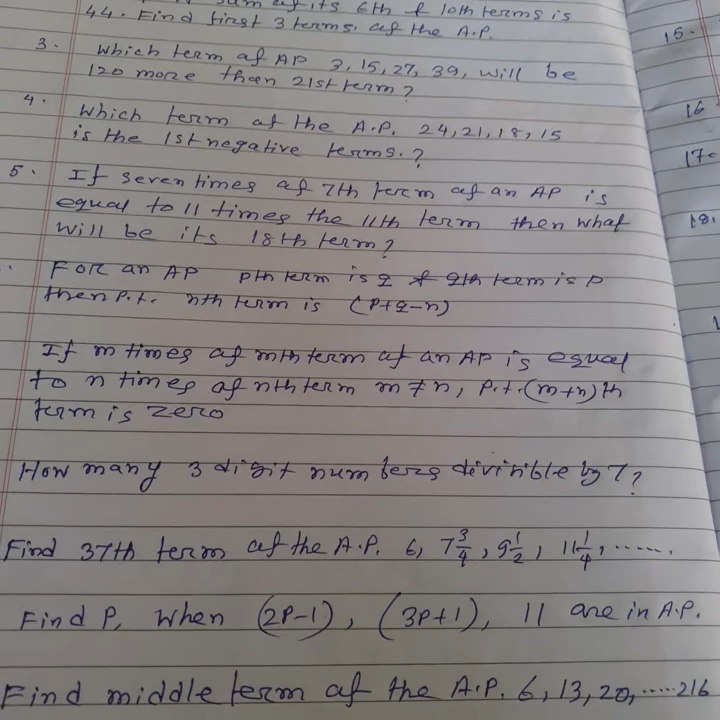 sum of its 6th & 10th terms is
44. Find first 3 terms. of the A.P.
3. Which term of AP 3, 15, 27, 39, will be
120 more than 21st term?
4. Which term of the A.P. 24, 21, 18, 15
is the 1st negative terms.?
5. If seven times of 7th term of an AP is
equal to 11 times the 11th term then what
will be its 18th term?
. For an AP pth term is q & qth term is p
then P.t. nth term is (P+q-n)
If m times of mth term of an AP is equal
to n times of nth term m ≠ n, P.t. (m+n)th
term is zero
How many 3 digit numbers divisible by 7?
Find 37th term of the A.P. 6, 7 3/4, 9 1/2, 11 1/4, ......
Find P, when (2P-1), (3P+1), 11 are in A.P.
Find middle term of the A.P. 6, 13, 20, .....216
15.
16
17
18.